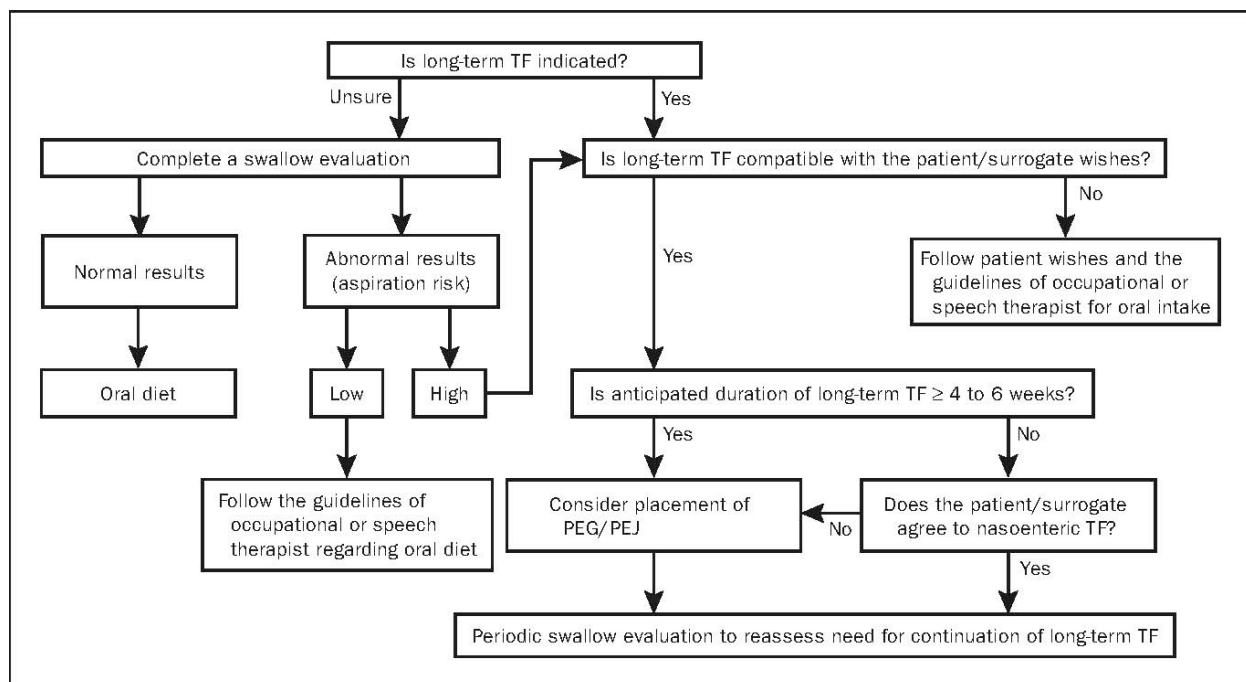 Is long-term TF indicated?
Unsure
Yes
Complete a swallow evaluation
Is long-term TF compatible with the patient/surrogate wishes?
No
Normal results
Abnormal results
(aspiration risk)
Yes
Follow patient wishes and the
guidelines of occupational or
speech therapist for oral intake
Oral diet
Low
High
Is anticipated duration of long-term TF ≥ 4 to 6 weeks?
Yes
No
Follow the guidelines of
occupational or speech
therapist regarding oral diet
Consider placement of
PEG/PEJ
No
Does the patient/surrogate
agree to nasoenteric TF?
Yes
Periodic swallow evaluation to reassess need for continuation of long-term TF